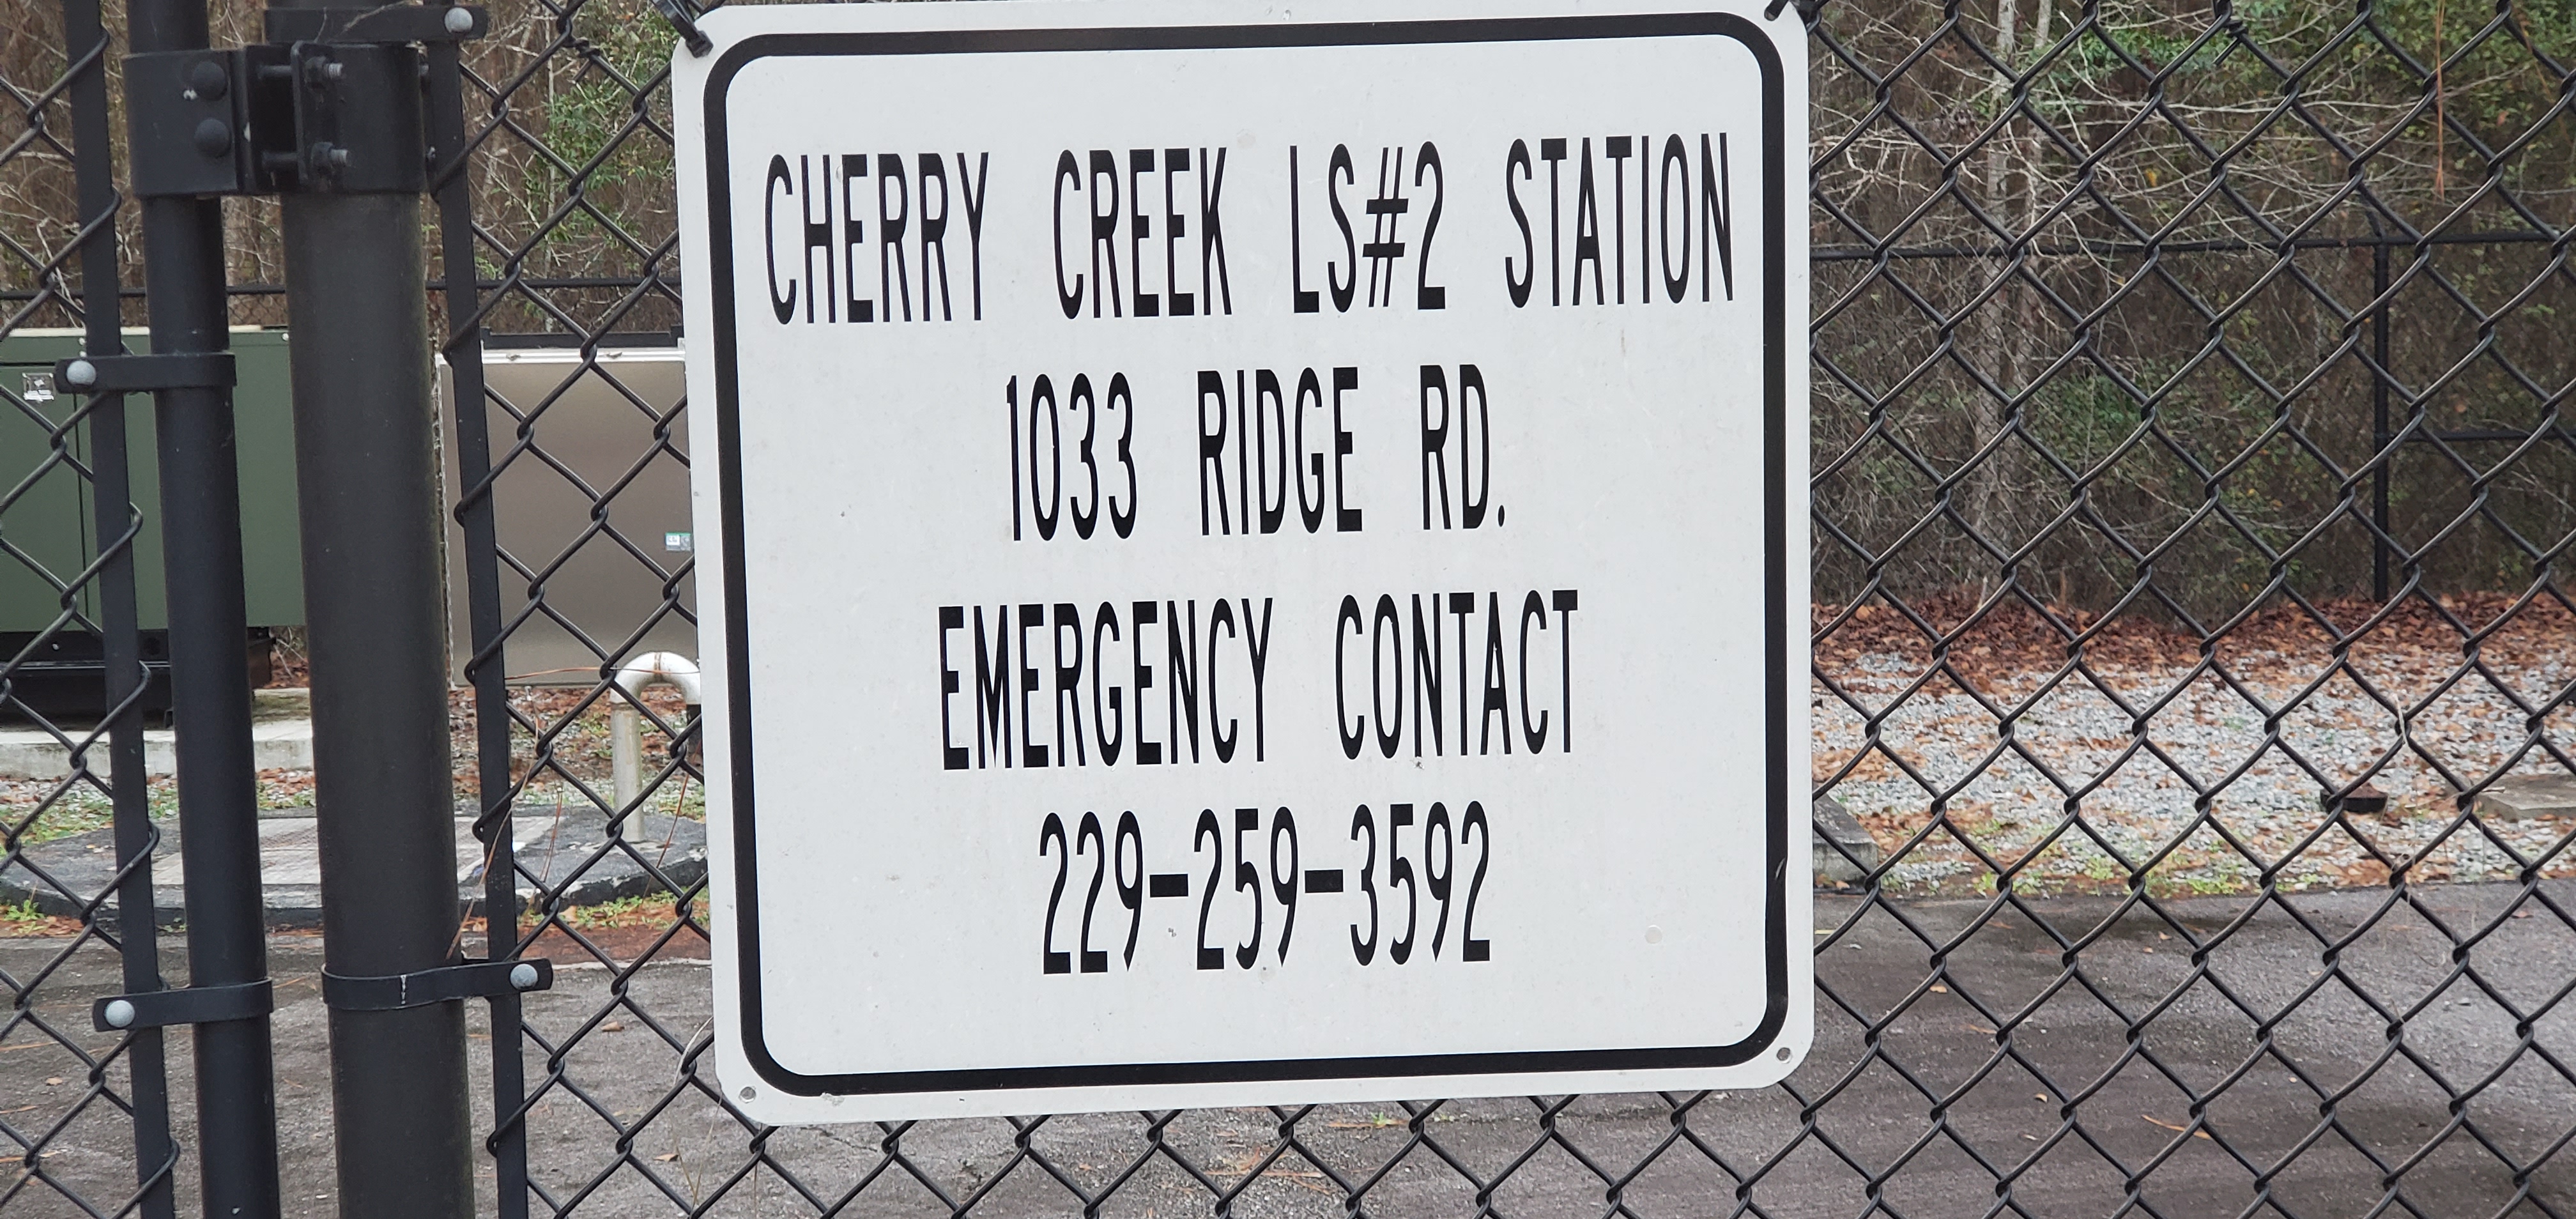 CHERRY CREEK LS#2 STATION
1033 RIDGE RD.
EMERGENCY CONTACT
229-259-3592